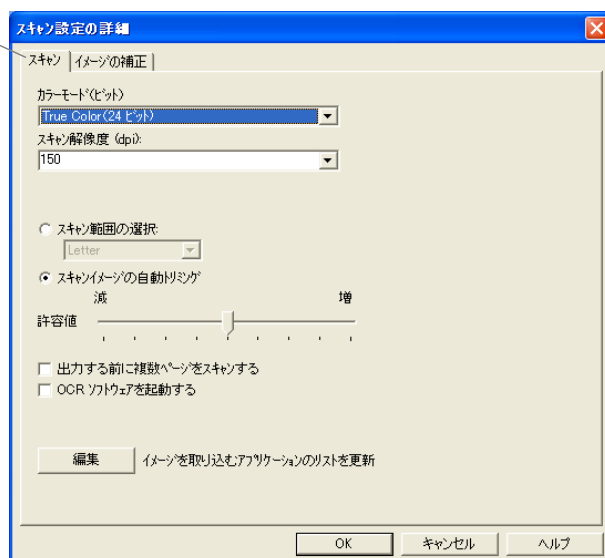 スキャン設定の詳細
スキャン イメージの補正
カラーモード(ビット)
True Color(24 ビット)
スキャン解像度 (dpi):
150
スキャン範囲の選択:
Letter
スキャンイメージの自動トリミング
減 増
許容値
出力する前に複数ページをスキャンする
OCR ソフトウェアを起動する
編集 イメージを取り込むアプリケーションのリストを更新
OK キャンセル ヘルプ